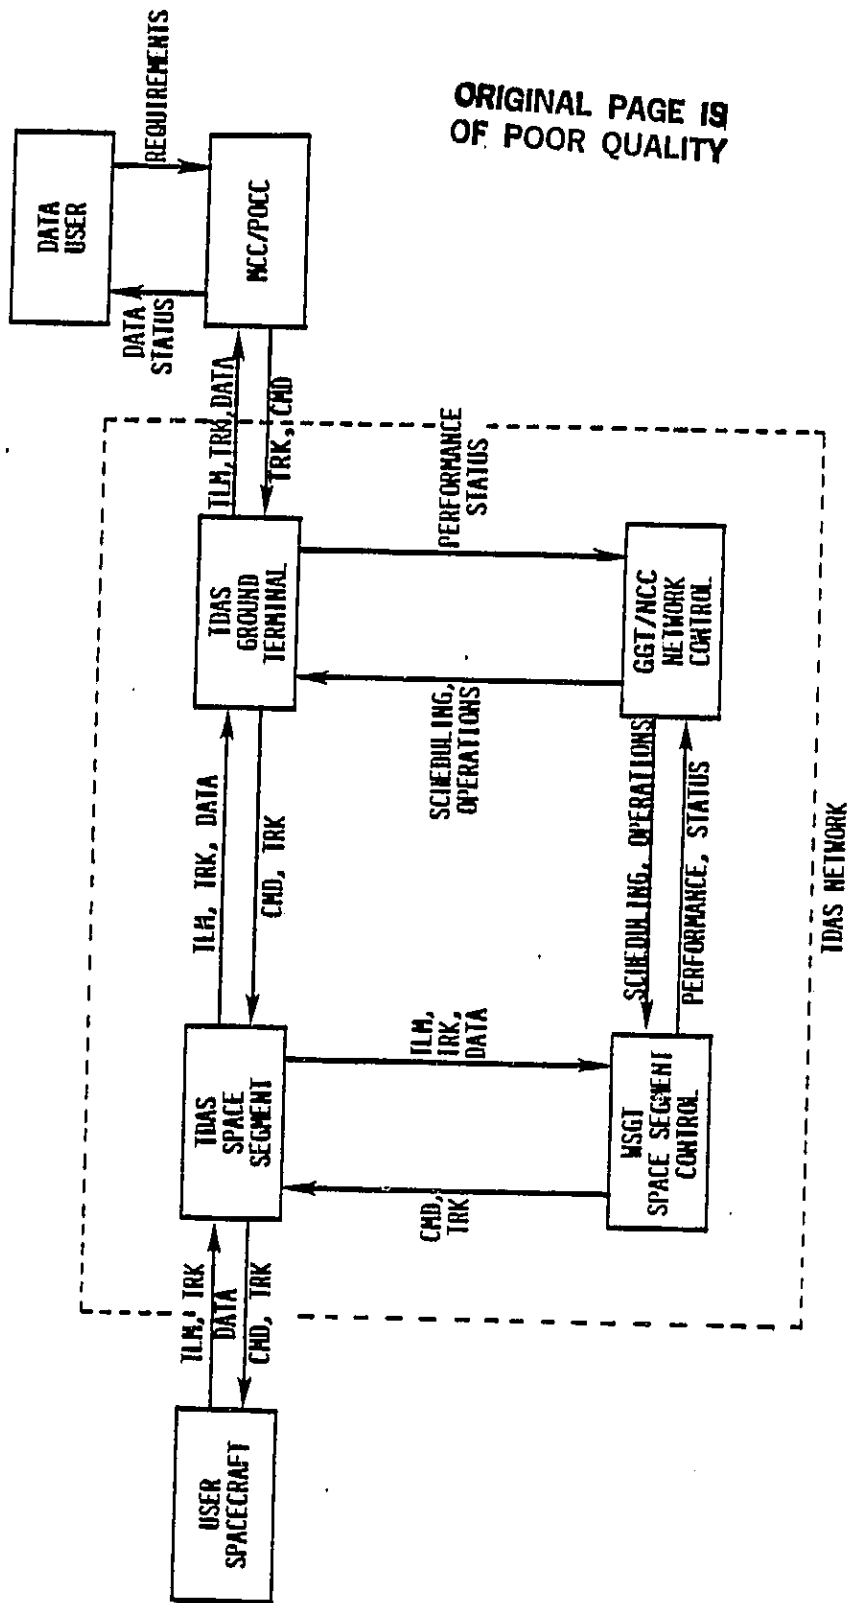 ORIGINAL PAGE IS
OF POOR QUALITY
DATA
USER
REQUIREMENTS
DATA
STATUS
MCC/POCC
TLM,TRK,DATA
TRK, CMD
TDAS
GROUND
TERMINAL
PERFORMANCE
STATUS
SCHEDULING,
OPERATIONS
GGT/NCC
NETWORK
CONTROL
TLM, TRK, DATA
CMD, TRK
SCHEDULING, OPERATIONS
PERFORMANCE, STATUS
TDAS
SPACE
SEGMENT
TLM,
TRK,
DATA
CMD,
TRK
WSGT
SPACE SEGMENT
CONTROL
TLM, TRK
DATA
CMD, TRK
USER
SPACECRAFT
TDAS NETWORK